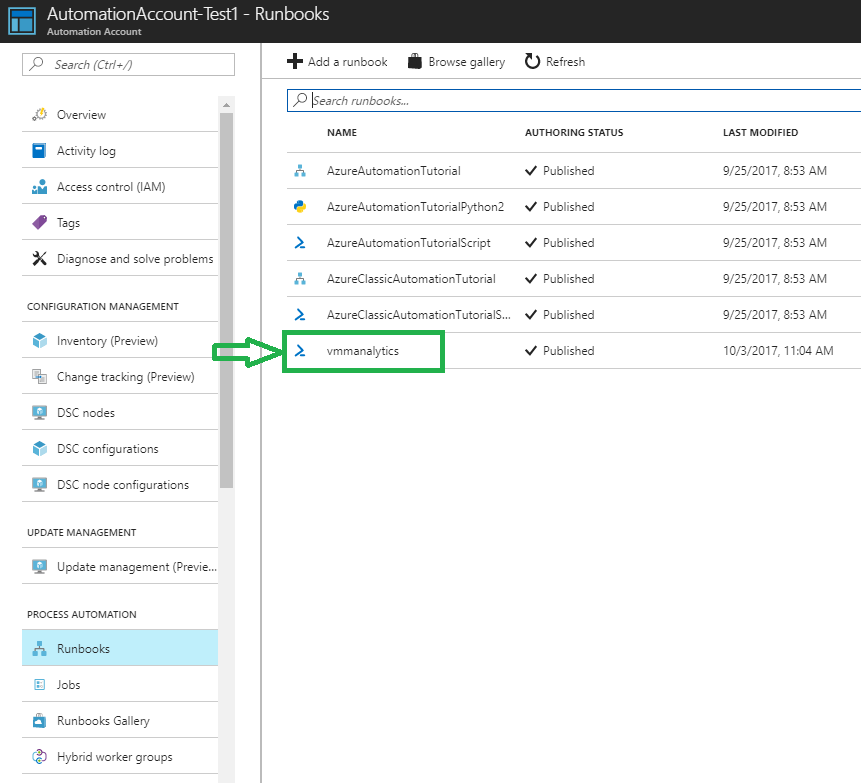 AutomationAccount-Test1 - Runbooks
Automation Account
Search (Ctrl+/)
Overview
Activity log
Access control (IAM)
Tags
Diagnose and solve problems
CONFIGURATION MANAGEMENT
Inventory (Preview)
Change tracking (Preview)
DSC nodes
DSC configurations
DSC node configurations
UPDATE MANAGEMENT
Update management (Previe...
PROCESS AUTOMATION
Runbooks
Jobs
Runbooks Gallery
Hybrid worker groups
Add a runbook Browse gallery Refresh
Search runbooks...
NAME AUTHORING STATUS LAST MODIFIED
AzureAutomationTutorial Published 9/25/2017, 8:53 AM
AzureAutomationTutorialPython2 Published 9/25/2017, 8:53 AM
AzureAutomationTutorialScript Published 9/25/2017, 8:53 AM
AzureClassicAutomationTutorial Published 9/25/2017, 8:53 AM
AzureClassicAutomationTutorialS... Published 9/25/2017, 8:53 AM
vmmanalytics Published 10/3/2017, 11:04 AM